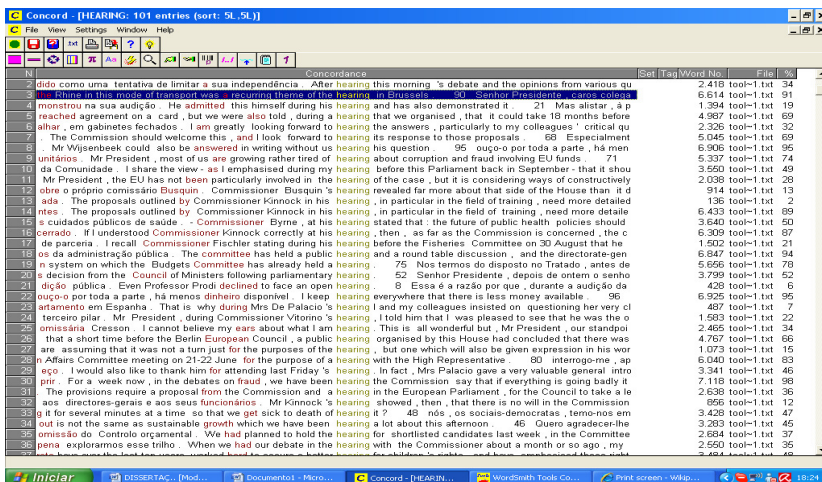 Concord - [HEARING: 101 entries (sort: 5L,5L)]
File View Settings Window Help
N Concordance Set Tag Word No. File %
2 dido como uma tentativa de limitar a sua independência . After hearing this morning 's debate and the opinions from various qu 2.418 tool~1.txt 34
3 the Rhine in this mode of transport was a recurring theme of the hearing in Brussels . 90 Senhor Presidente , caros colega 6.614 tool~1.txt 91
4 monstrou na sua audição . He admitted this himself during his hearing and has also demonstrated it . 21 Mas alistar , á p 1.394 tool~1.txt 19
5 reached agreement on a card , but we were also told , during a hearing that we organised , that it could take 18 months before 4.987 tool~1.txt 69
6 alhar , em gabinetes fechados . I am greatly looking forward to hearing the answers , particularly to my colleagues ' critical qu 2.326 tool~1.txt 32
7 . The Commission should welcome this , and I look forward to hearing its response to those proposals . 68 Especialment 5.045 tool~1.txt 69
8 . Mr Wijsenbeek could also be answered in writing without us hearing his question . 95 ouço-o por toda a parte , há men 6.906 tool~1.txt 95
9 unitários . Mr President , most of us are growing rather tired of hearing about corruption and fraud involving EU funds . 71 5.337 tool~1.txt 74
10 da Comunidade . I share the view - as I emphasised during my hearing before this Parliament back in September - that it shou 3.550 tool~1.txt 49
11 Mr President , the EU has not been particularly involved in the hearing of the case , but it is considering ways of constructively 2.038 tool~1.txt 28
12 obre o próprio comissário Busquin . Commissioner Busquin 's hearing revealed far more about that side of the House than it d 914 tool~1.txt 13
13 ada . The proposals outlined by Commissioner Kinnock in his hearing , in particular in the field of training , need more detailed 136 tool~1.txt 2
14 ntes . The proposals outlined by Commissioner Kinnock in his hearing , in particular in the field of training , need more detaile 6.433 tool~1.txt 89
15 s cuidados públicos de saúde . - Commissioner Byrne , at his hearing stated that : the future of public health policies should 3.640 tool~1.txt 50
16 cerrado . If I understood Commissioner Kinnock correctly at his hearing , then , as far as the Commission is concerned , the c 6.309 tool~1.txt 87
17 de parceria . I recall Commissioner Fischler stating during his hearing before the Fisheries Committee on 30 August that he 1.502 tool~1.txt 21
18 os da administração pública . The committee has held a public hearing and a round table discussion , and the directorate-gen 6.847 tool~1.txt 94
19 n system on which the Budgets Committee has already held a hearing . 75 Nos termos do disposto no Tratado , antes de 5.656 tool~1.txt 78
20 s decision from the Council of Ministers following parliamentary hearing . 52 Senhor Presidente , depois de ontem o senho 3.799 tool~1.txt 52
21 dição pública . Even Professor Prodi declined to face an open hearing . 8 Essa é a razão por que , durante a audição da 428 tool~1.txt 6
22 ouço-o por toda a parte , há menos dinheiro disponível . I keep hearing everywhere that there is less money available . 96 6.925 tool~1.txt 95
23 artamento em Espanha . That is why during Mrs De Palacio 's hearing I and my colleagues insisted on questioning her very cl 487 tool~1.txt 7
24 terceiro pilar . Mr President , during Commissioner Vitorino 's hearing , I told him that I was pleased to see that he was the o 1.583 tool~1.txt 22
25 omissária Cresson . I cannot believe my ears about what I am hearing . This is all wonderful but , Mr President , our standpoi 2.465 tool~1.txt 34
26 that a short time before the Berlin European Council , a public hearing organised by this House had concluded that there was 4.767 tool~1.txt 66
27 are assuming that it was not a turn just for the purposes of the hearing , but one which will also be given expression in his wor 1.073 tool~1.txt 15
28 n Affairs Committee meeting on 21-22 June for the purpose of a hearing with the High Representative . 80 interrogo-me , ap 6.040 tool~1.txt 83
29 eço . I would also like to thank him for attending last Friday 's hearing . In fact , Mrs Palacio gave a very valuable general intro 3.341 tool~1.txt 46
30 prir . For a week now , in the debates on fraud , we have been hearing the Commission say that if everything is going badly it 7.118 tool~1.txt 98
31 The provisions require a proposal from the Commission and a hearing in the European Parliament , for the Council to take a le 2.638 tool~1.txt 36
32 aos directores-gerais e aos seus funcionários . Mr Kinnock 's hearing showed , then , that there is no will in the Commission 856 tool~1.txt 12
33 g it for several minutes at a time so that we get sick to death of hearing it ? 48 nós , os sociais-democratas , temo-nos em 3.428 tool~1.txt 47
34 out is not the same as sustainable growth which we have been hearing a lot about this afternoon . 46 Quero agradecer-lhe 3.283 tool~1.txt 45
35 omissão do Controlo orçamental . We had planned to hold the hearing for shortlisted candidates last week , in the Committee 2.684 tool~1.txt 37
36 pena explorarmos esse trilho . When we had our debate in the hearing with the Commissioner about a month or so ago , my 2.550 tool~1.txt 35
Iniciar DISSERTAÇ.. [Mod... Documento1 - Micro... Concord - [HEARIN... WordSmith Tools Co... Print screen - Wikip... 18:24